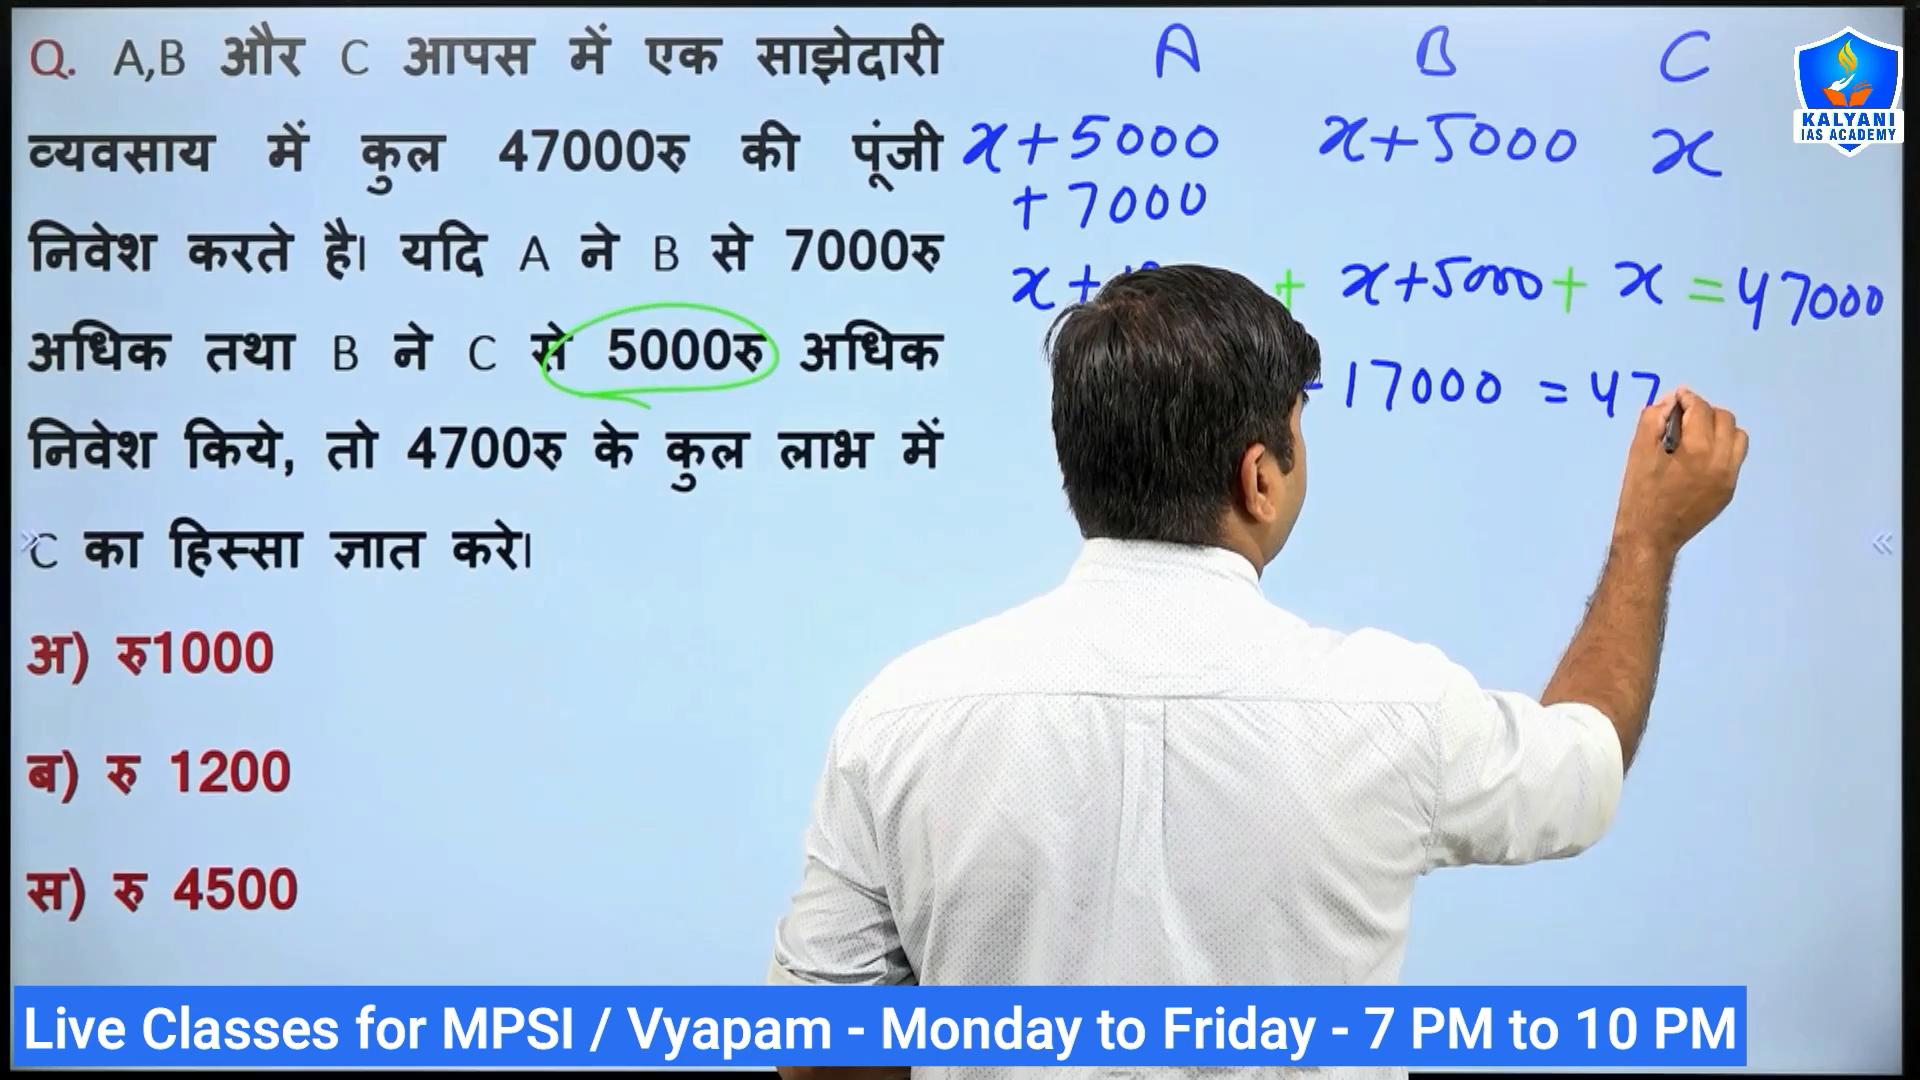 Q. A,B और C आपस में एक साझेदारी
व्यवसाय में कुल 47000रु की पूंजी
निवेश करते है। यदि A ने B से 7000रु
अधिक तथा B ने C से 5000रु अधिक
निवेश किये, तो 4700रु के कुल लाभ में
C का हिस्सा ज्ञात करे।
अ) रु1000
ब) रु 1200
स) रु 4500
A B C
x+5000 x+5000 x
+7000
x+ + x+5000 + x = 47000
17000 = 47
KALYANI
IAS ACADEMY
Live Classes for MPSI / Vyapam - Monday to Friday - 7 PM to 10 PM